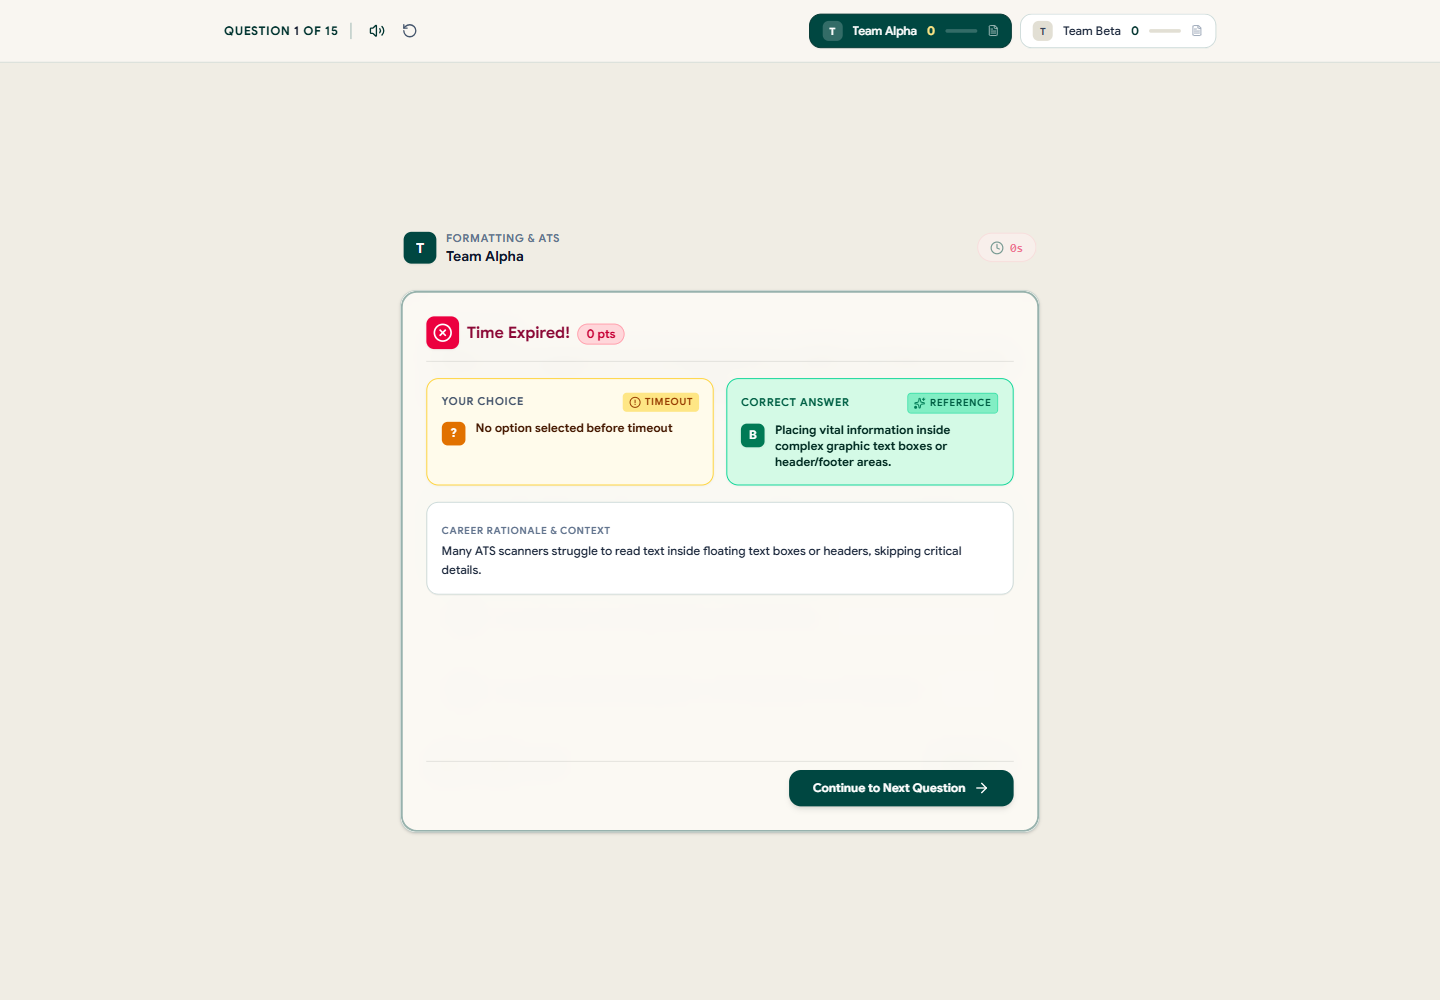 QUESTION 1 OF 15
T Team Alpha 0
T Team Beta 0
T
FORMATTING & ATS
Team Alpha
0s
Time Expired! 0 pts
YOUR CHOICE
TIMEOUT
? No option selected before timeout
CORRECT ANSWER
REFERENCE
B
Placing vital information inside
complex graphic text boxes or
header/footer areas.
CAREER RATIONALE & CONTEXT
Many ATS scanners struggle to read text inside floating text boxes or headers, skipping critical
details.
Continue to Next Question